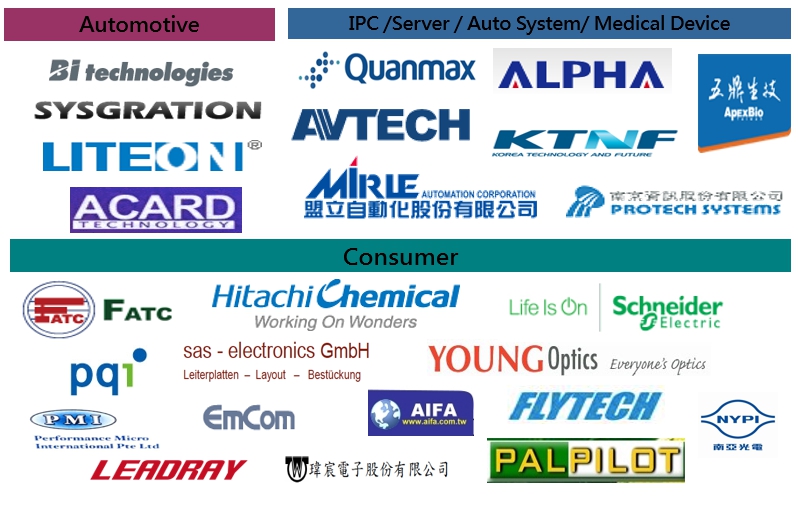 Automotive
IPC /Server / Auto System/ Medical Device
Bi technologies
SYSGRATION
LITEON®
ACARD
TECHNOLOGY
Quanmax
ALPHA
五鼎生技
ApexBio
AVTECH
KTNF
KOREA TECHNOLOGY AND FUTURE
MiRLE AUTOMATION CORPORATION
盟立自動化股份有限公司
南京資訊股份有限公司
PROTECH SYSTEMS
Consumer
FATC
FATC
Hitachi Chemical
Working On Wonders
Life Is On
Schneider
Electric
pqi
sas - electronics GmbH
Leiterplatten – Layout – Bestückung
YOUNG Optics Everyone's Optics
PMI
Performance Micro
International Pte Ltd
EmCom
AIFA
www.aifa.com.tw
FLYTECH
NYPI
南亞光電
LEADRAY
瑋宸電子股份有限公司
PALPILOT